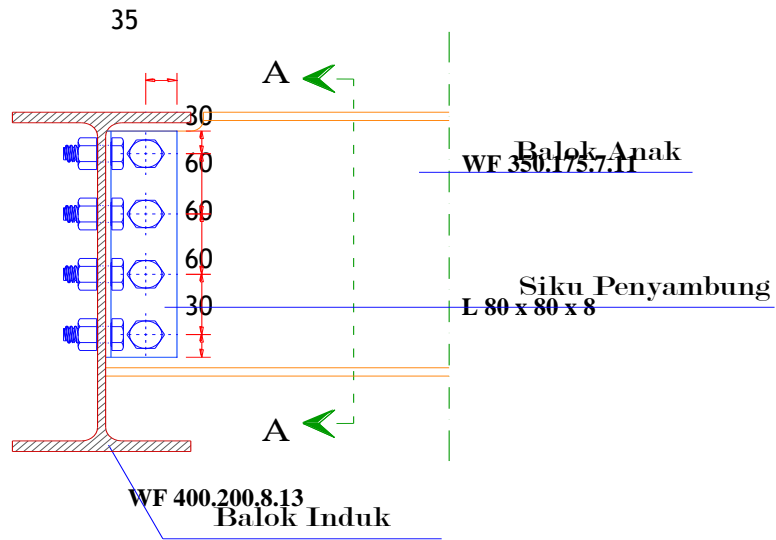 35
A
30
Balok Anak
WF 350.175.7.11
60
60
60
Siku Penyambung
30
L 80 x 80 x 8
A
WF 400.200.8.13
Balok Induk